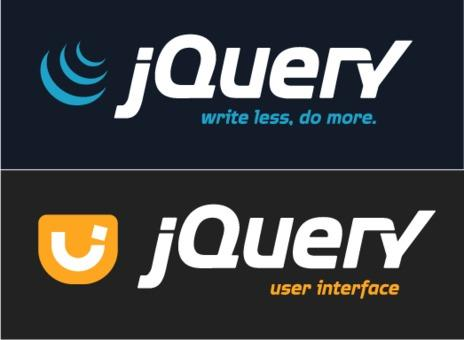 jQuery
write less, do more.
jQuery
user interface